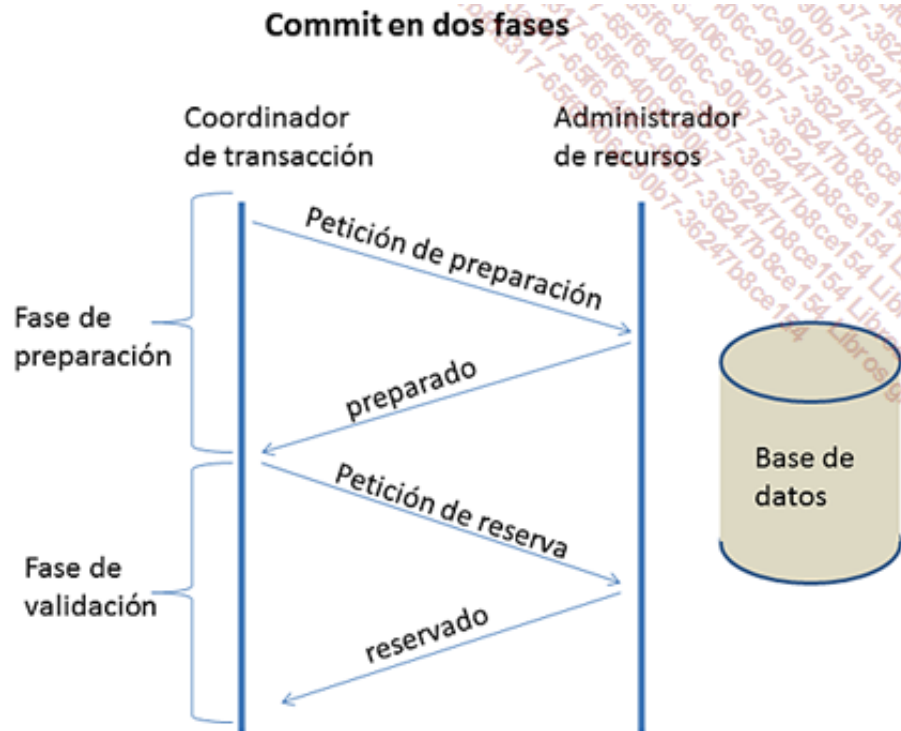 Commit en dos fases
Coordinador
de transacción
Administrador
de recursos
Petición de preparación
Fase de
preparación
preparado
Base de
datos
Petición de reserva
Fase de
validación
reservado